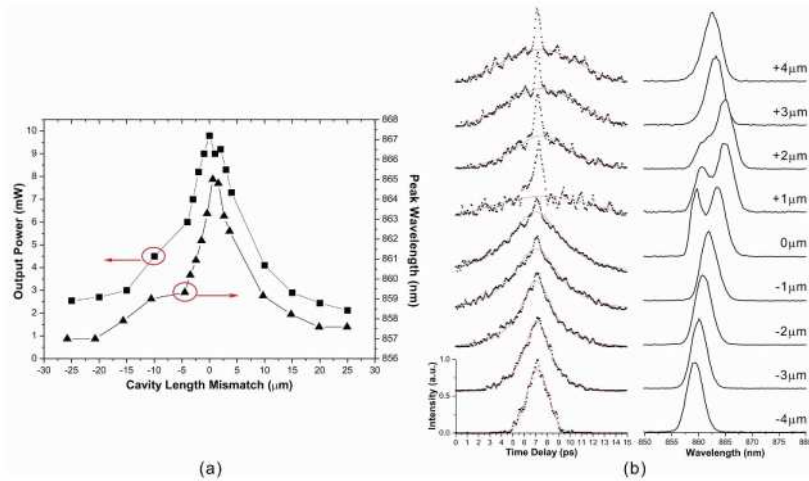 10
9
8
7
6
5
4
3
2
1
0
Output Power (mW)
868
867
866
865
864
863
862
861
860
859
858
857
856
Peak Wavelength (nm)
-25 -20 -15 -10 -5 0 5 10 15 20 25 30
Cavity Length Mismatch (μm)
(a)
+4μm
+3μm
+2μm
+1μm
0μm
-1μm
-2μm
-3μm
-4μm
1.0
0.5
0.0
Intensity (a.u.)
0 1 2 3 4 5 6 7 8 9 10 11 12 13 14 15
Time Delay (ps)
850 860 870 880
Wavelength (nm)
(b)